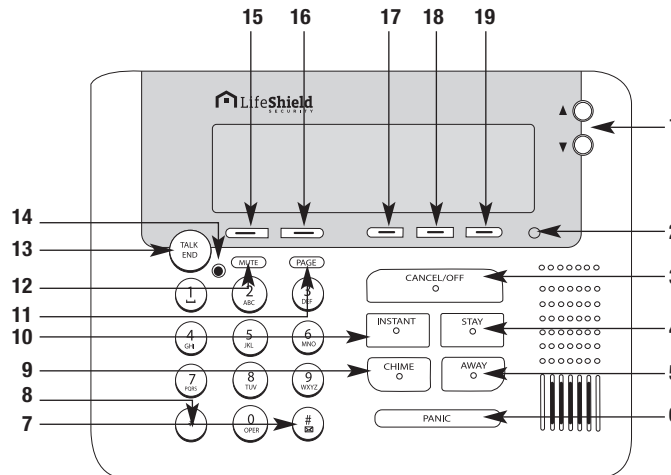 15 16 17 18 19
LifeShield
SECURITY
▲
▼
14
13
TALK
END
12
MUTE PAGE
CANCEL/OFF
11
1 2 3
ABC DEF
10
INSTANT STAY
4 5 6
GHI JKL MNO
9
CHIME AWAY
8
7 8 9
PQRS TUV WXYZ
7
* 0 #
OPER
PANIC